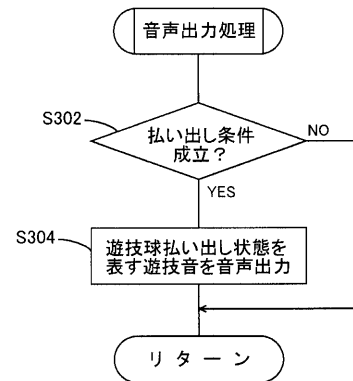 音声出力処理
S302
払い出し条件
成立？
NO
YES
S304
遊技球払い出し状態を
表す遊技音を音声出力
リターン